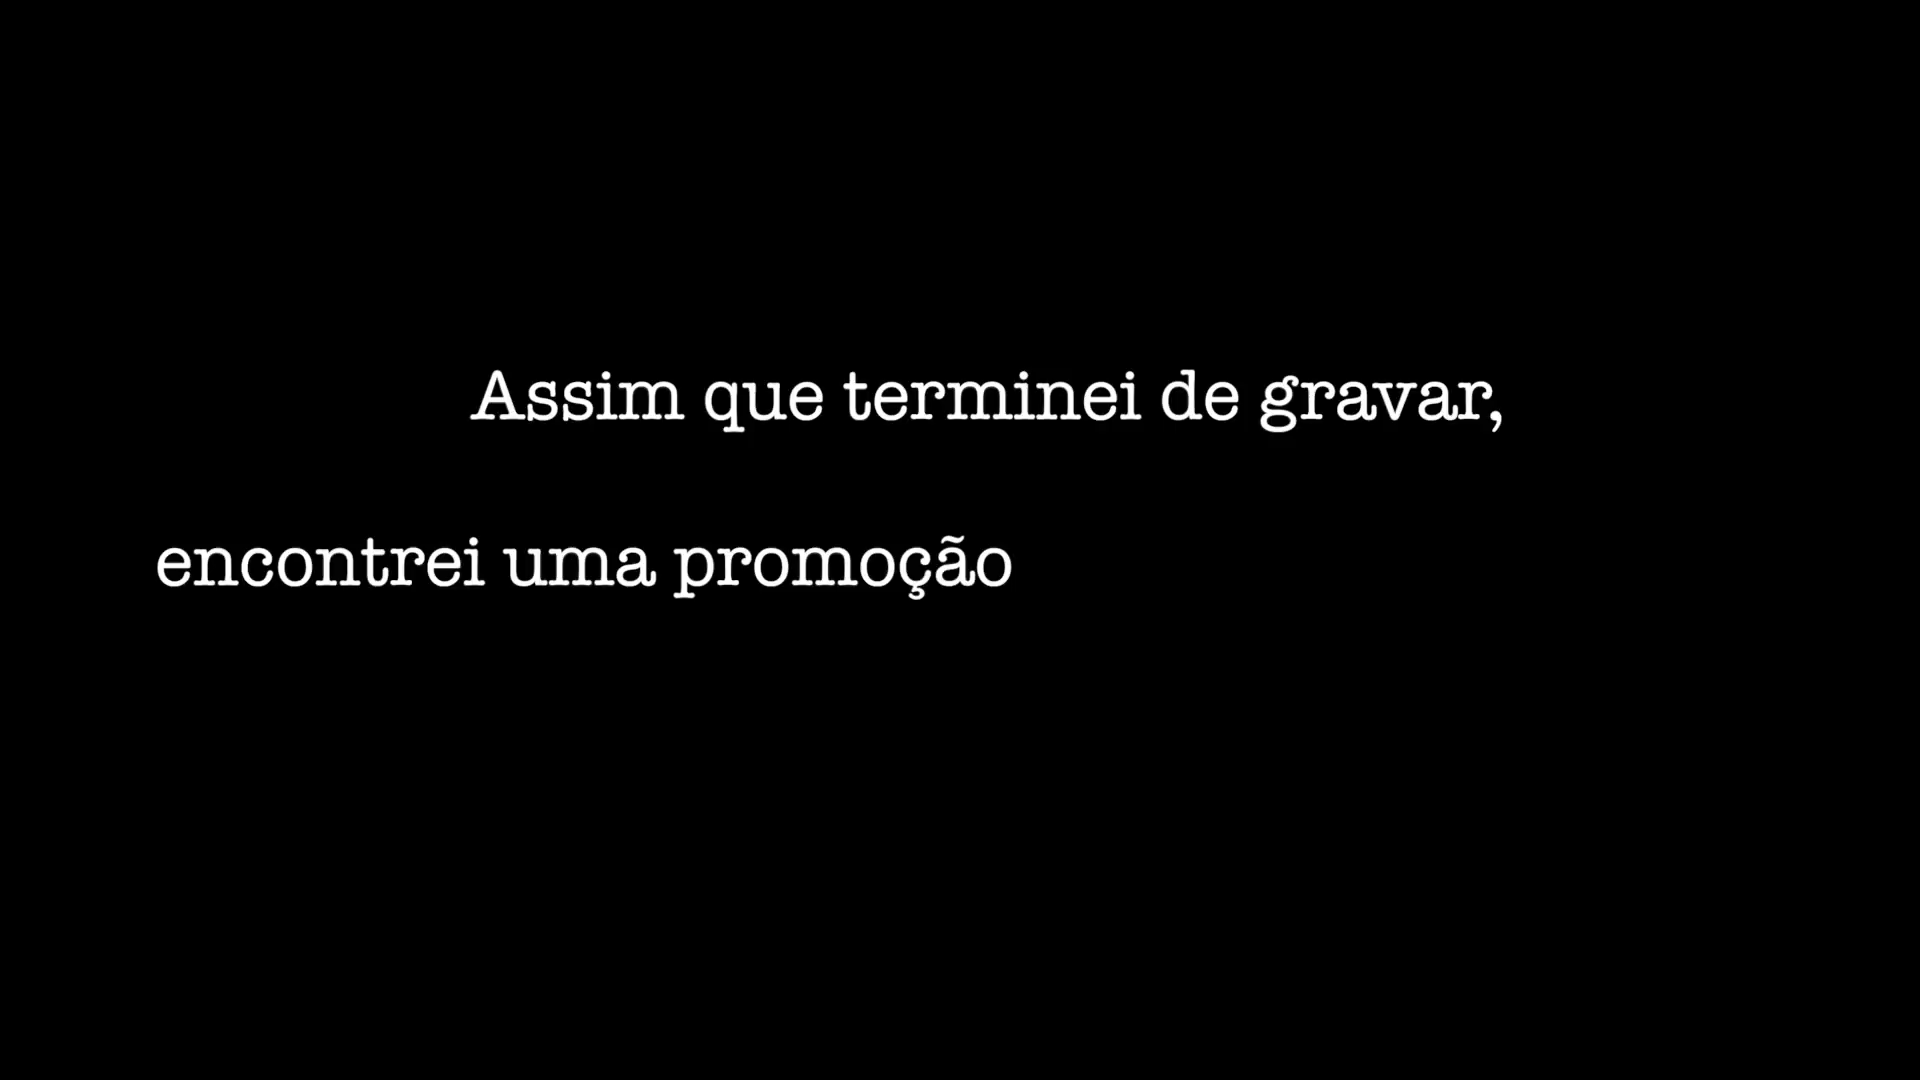 Assim que terminei de gravar,
encontrei uma promoção